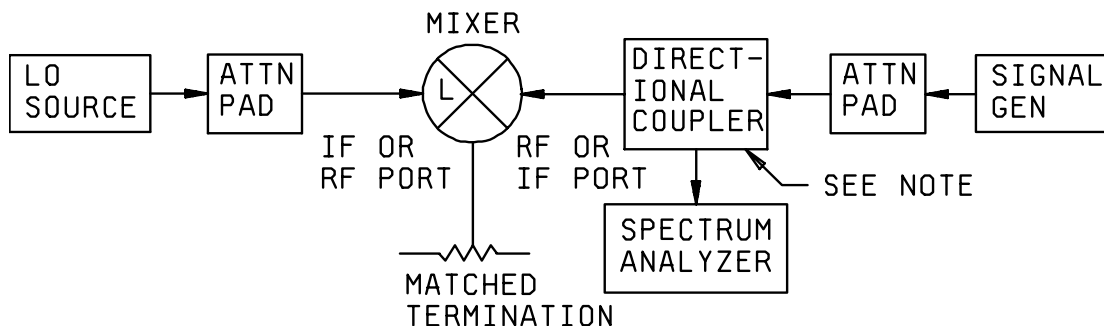 MIXER
LO
SOURCE
ATTN
PAD
L
DIRECT-
IONAL
COUPLER
ATTN
PAD
SIGNAL
GEN
IF OR
RF PORT
RF OR
IF PORT
SEE NOTE
SPECTRUM
ANALYZER
MATCHED
TERMINATION